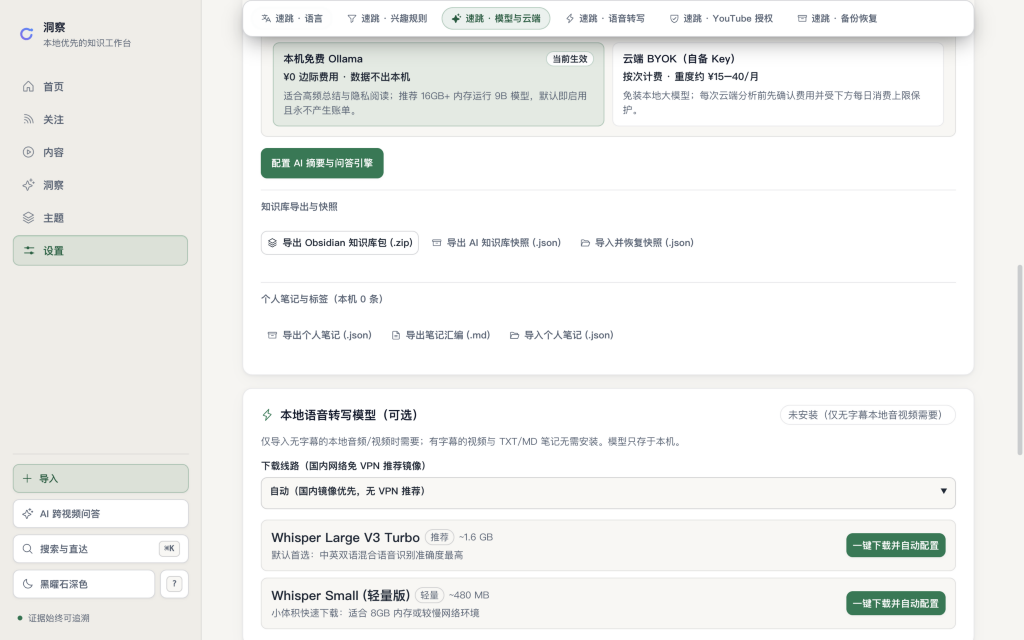 洞察
本地优先的知识工作台
首页
关注
内容
洞察
主题
设置
导入
AI 跨视频问答
搜索与直达 ⌘K
黑曜石深色 ?
证据始终可追溯
速跳 · 语言 速跳 · 兴趣规则 速跳 · 模型与云端 速跳 · 语音转写 速跳 · YouTube 授权 速跳 · 备份恢复
本机免费 Ollama 当前生效
¥0 边际费用 · 数据不出本机
适合高频总结与隐私阅读；推荐 16GB+ 内存运行 9B 模型，默认即启用
且永不产生账单。
云端 BYOK（自备 Key）
按次计费 · 重度约 ¥15–40/月
免装本地大模型；每次云端分析前先确认费用并受下方每日消费上限保
护。
配置 AI 摘要与问答引擎
知识库导出与快照
导出 Obsidian 知识库包 (.zip) 导出 AI 知识库快照 (.json) 导入并恢复快照 (.json)
个人笔记与标签（本机 0 条）
导出个人笔记 (.json) 导出笔记汇编 (.md) 导入个人笔记 (.json)
本地语音转写模型（可选） 未安装（仅无字幕本地音视频需要）
仅导入无字幕的本地音频/视频时需要；有字幕的视频与 TXT/MD 笔记无需安装。模型只存于本机。
下载线路（国内网络免 VPN 推荐镜像）
自动（国内镜像优先，无 VPN 推荐）
Whisper Large V3 Turbo 推荐 ~1.6 GB
默认首选：中英双语混合语音识别准确度最高
一键下载并自动配置
Whisper Small (轻量版) 轻量 ~480 MB
小体积快速下载：适合 8GB 内存或较慢网络环境
一键下载并自动配置